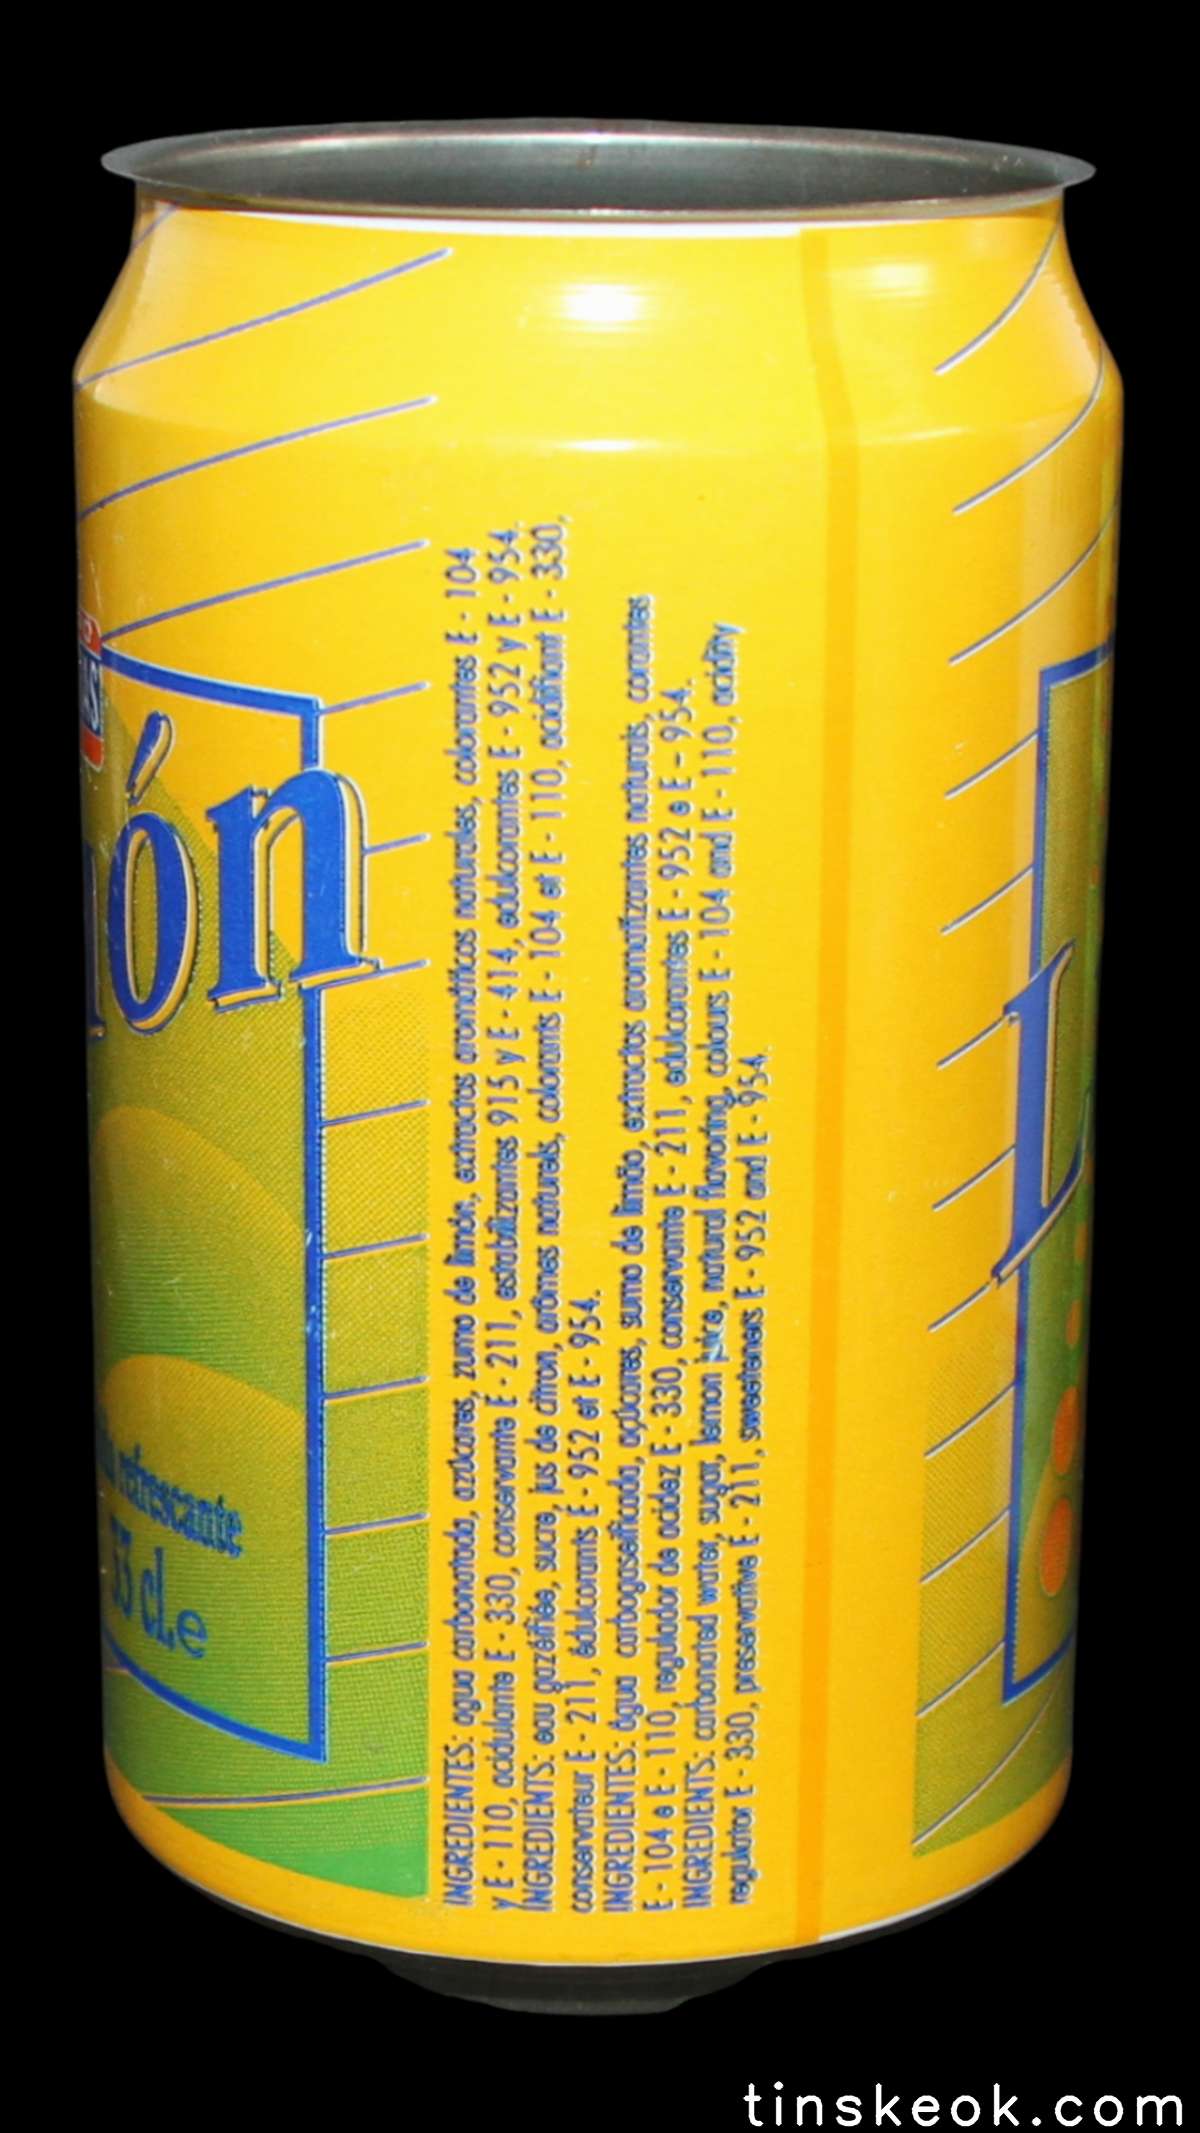 ón
refrescante
33 cl.e
INGREDIENTES: agua carbonatada, azúcares, zumo de limón, extractos aromáticos naturales, colorantes E - 104
y E - 110, acidulante E - 330, conservante E - 211, estabilizantes 915 y E - 414, edulcorantes E - 952 y E - 954.
INGREDIENTS: eau gazéifiée, sucre, jus de citron, arômes naturels, colorants E - 104 et E - 110, acidifiant E - 330,
conservateur E - 211, édulcorants E - 952 et E - 954.
INGREDIENTES: água carbogaseificada, açúcares, sumo de limão, extractos aromatizantes naturais, corantes
E - 104 e E - 110, regulador de acidez E - 330, conservante E - 211, edulcorantes E - 952 e E - 954.
INGREDIENTS: carbonated water, sugar, lemon juice, natural flavoring, colours E - 104 and E - 110, acidity
regulator E - 330, preservative E - 211, sweeteners E - 952 and E - 954.
L
tinskeok.com